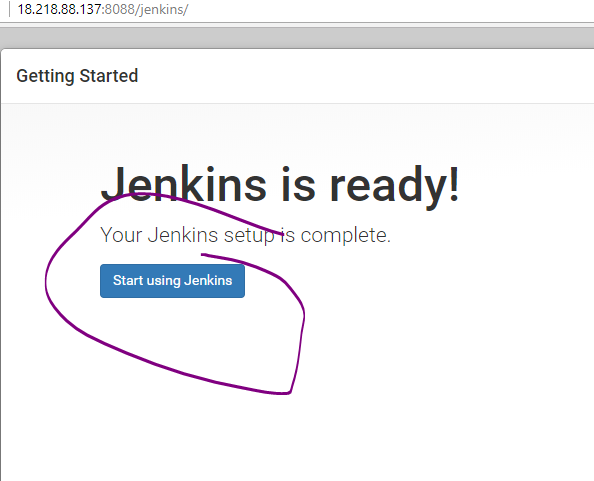 18.218.88.137:8088/jenkins/
Getting Started
Jenkins is ready!
Your Jenkins setup is complete.
Start using Jenkins